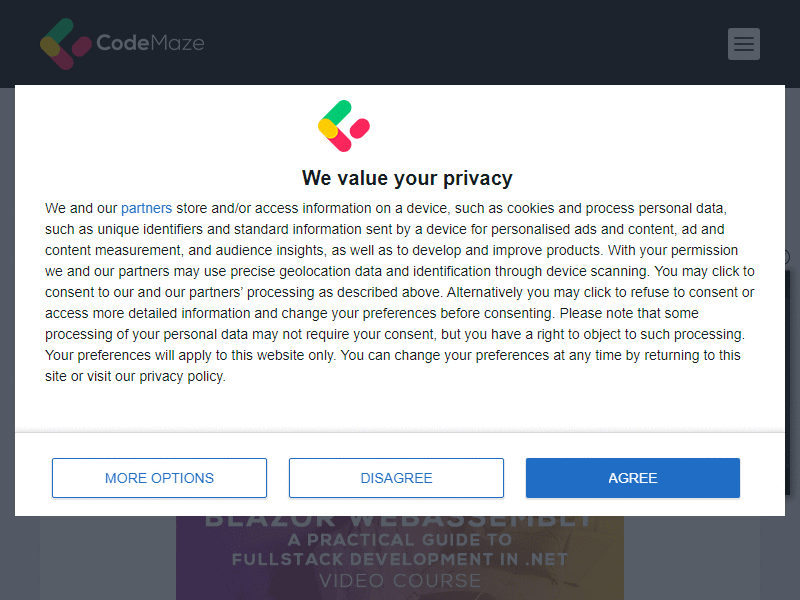 CodeMaze
We value your privacy
We and our partners store and/or access information on a device, such as cookies and process personal data,
such as unique identifiers and standard information sent by a device for personalised ads and content, ad and
content measurement, and audience insights, as well as to develop and improve products. With your permission
we and our partners may use precise geolocation data and identification through device scanning. You may click to
consent to our and our partners’ processing as described above. Alternatively you may click to refuse to consent or
access more detailed information and change your preferences before consenting. Please note that some
processing of your personal data may not require your consent, but you have a right to object to such processing.
Your preferences will apply to this website only. You can change your preferences at any time by returning to this
site or visit our privacy policy.
MORE OPTIONS
DISAGREE
AGREE
BLAZOR WEBASSEMBLY
A PRACTICAL GUIDE TO
FULLSTACK DEVELOPMENT IN .NET
VIDEO COURSE